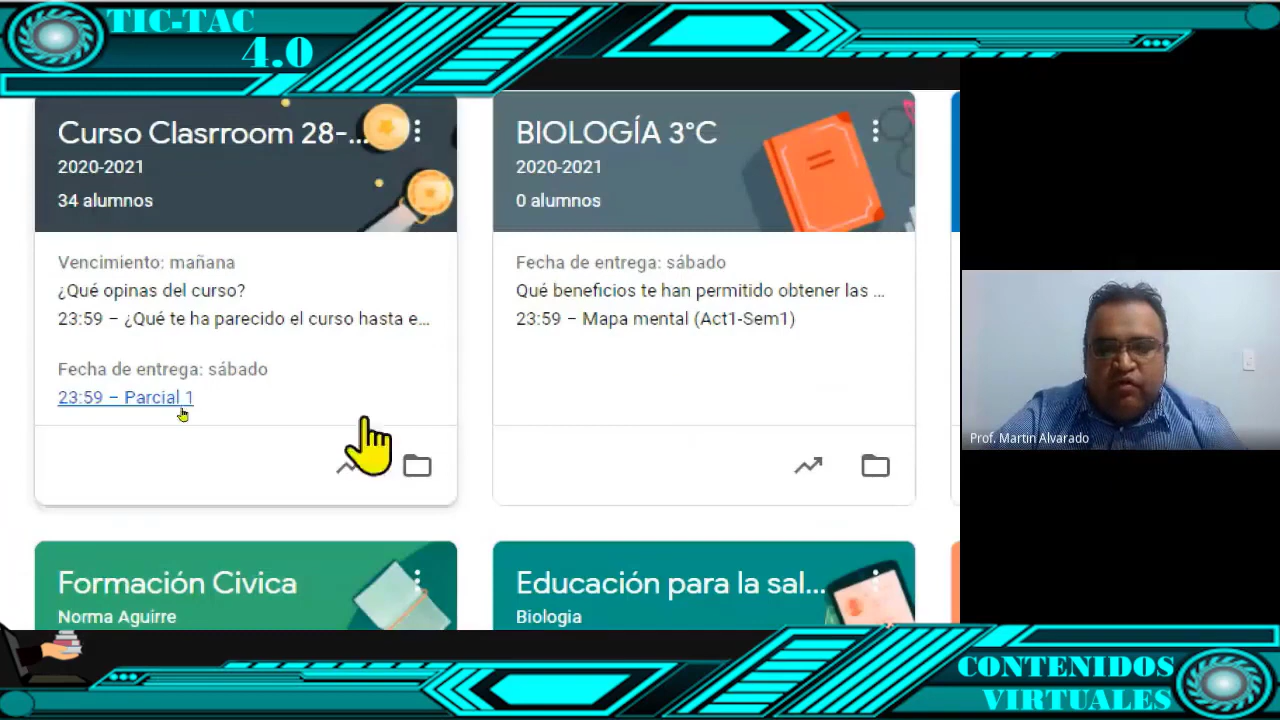 TIC-TAC
4.0
Curso Clasrroom 28-...
2020-2021
34 alumnos
Vencimiento: mañana
¿Qué opinas del curso?
23:59 – ¿Qué te ha parecido el curso hasta e...
Fecha de entrega: sábado
23:59 – Parcial 1
BIOLOGÍA 3°C
2020-2021
0 alumnos
Fecha de entrega: sábado
Qué beneficios te han permitido obtener las ...
23:59 – Mapa mental (Act1-Sem1)
Prof. Martin Alvarado
Formación Civica
Norma Aguirre
Educación para la sal...
Biologia
CONTENIDOS
VIRTUALES